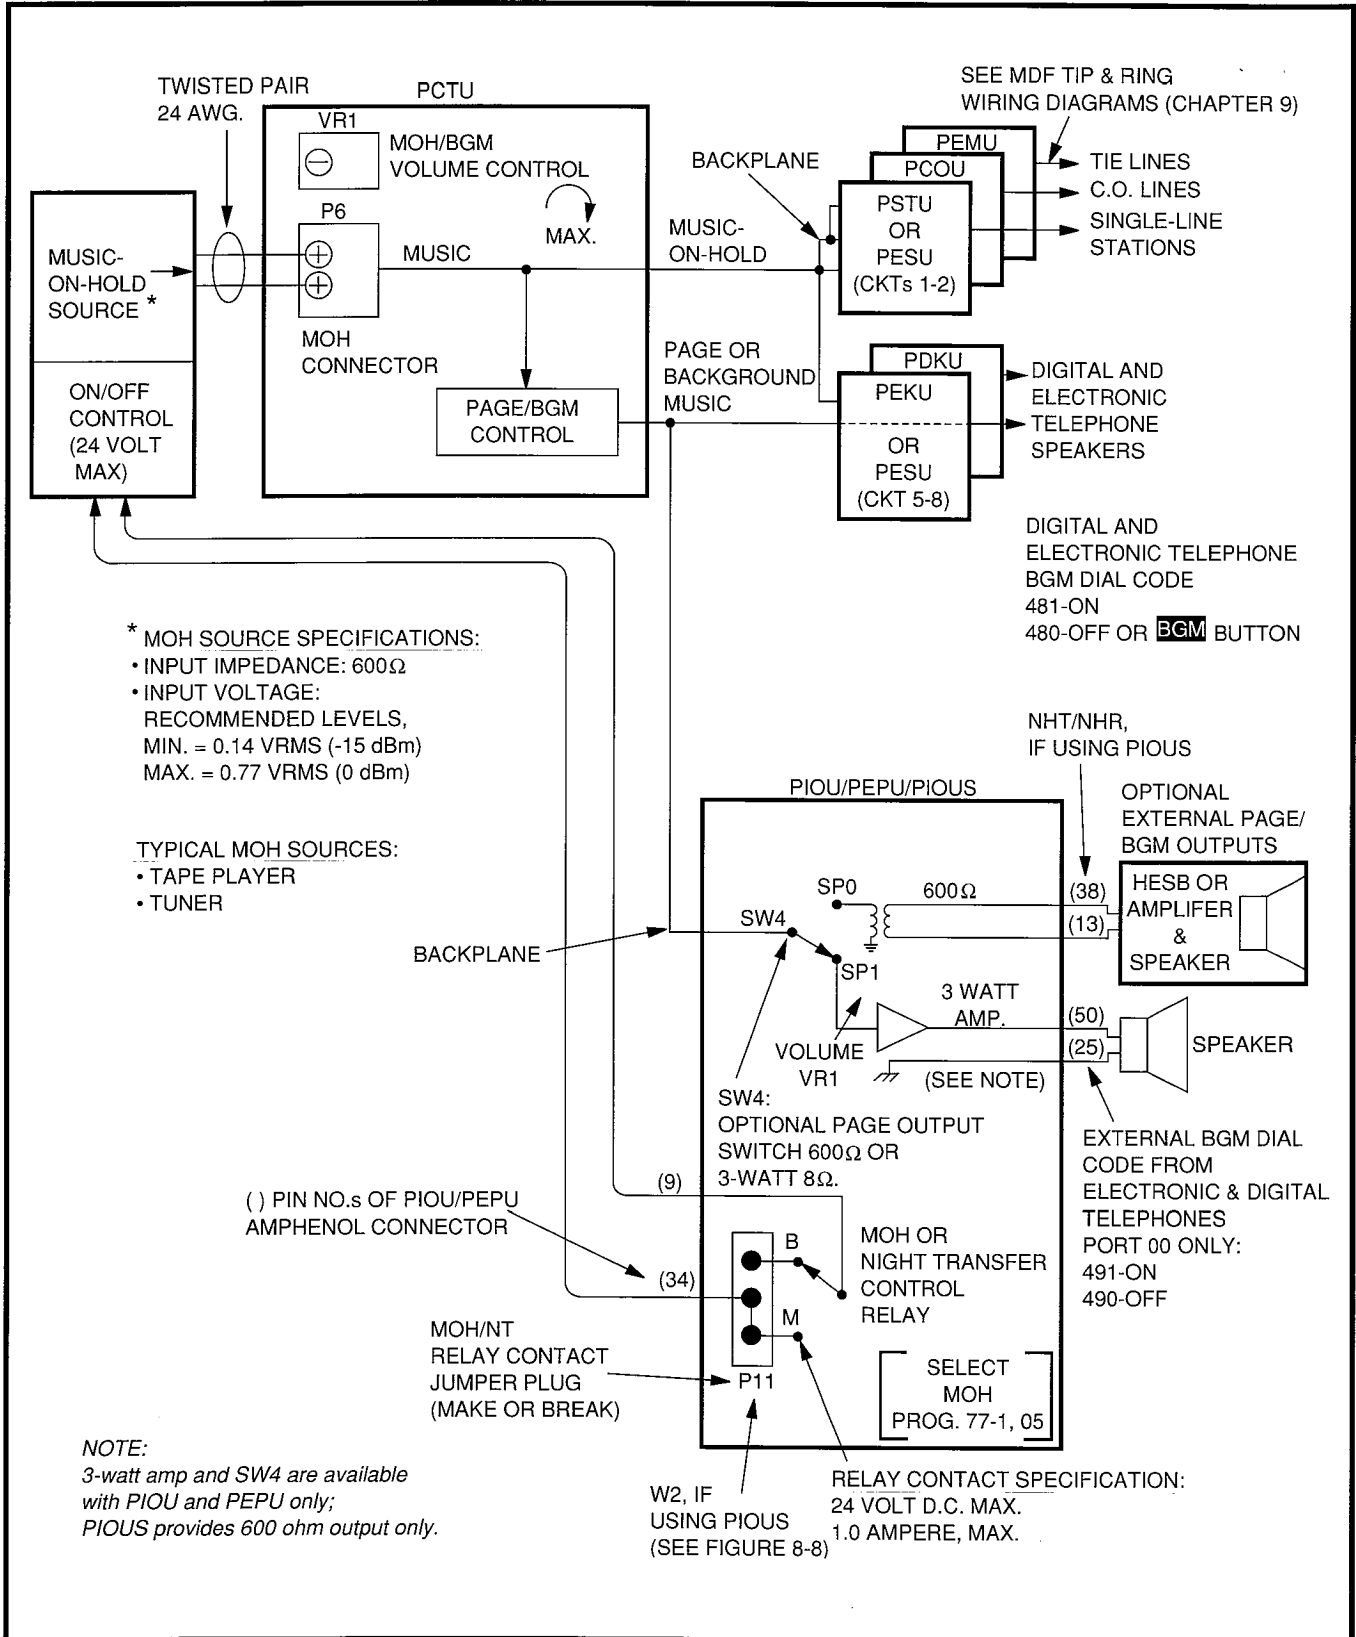 TWISTED PAIR
24 AWG.
PCTU
VR1
MOH/BGM
VOLUME CONTROL
MAX.
P6
MUSIC
MOH
CONNECTOR
MUSIC-
ON-HOLD
SOURCE *
ON/OFF
CONTROL
(24 VOLT
MAX)
PAGE/BGM
CONTROL
SEE MDF TIP & RING
WIRING DIAGRAMS (CHAPTER 9)
BACKPLANE
MUSIC-
ON-HOLD
PEMU
PCOU
PSTU
OR
PESU
(CKTs 1-2)
TIE LINES
C.O. LINES
SINGLE-LINE
STATIONS
PAGE OR
BACKGROUND
MUSIC
PDKU
PEKU
OR
PESU
(CKT 5-8)
DIGITAL AND
ELECTRONIC
TELEPHONE
SPEAKERS
DIGITAL AND
ELECTRONIC TELEPHONE
BGM DIAL CODE
481-ON
480-OFF OR BGM BUTTON
* MOH SOURCE SPECIFICATIONS:
• INPUT IMPEDANCE: 600Ω
• INPUT VOLTAGE:
RECOMMENDED LEVELS,
MIN. = 0.14 VRMS (-15 dBm)
MAX. = 0.77 VRMS (0 dBm)
TYPICAL MOH SOURCES:
• TAPE PLAYER
• TUNER
NHT/NHR,
IF USING PIOUS
PIOU/PEPU/PIOUS
OPTIONAL
EXTERNAL PAGE/
BGM OUTPUTS
SP0
600Ω
(38)
(13)
HESB OR
AMPLIFER
&
SPEAKER
SW4
SP1
BACKPLANE
3 WATT
AMP.
(50)
(25)
SPEAKER
VOLUME
VR1
(SEE NOTE)
SW4:
OPTIONAL PAGE OUTPUT
SWITCH 600Ω OR
3-WATT 8Ω.
EXTERNAL BGM DIAL
CODE FROM
ELECTRONIC & DIGITAL
TELEPHONES
PORT 00 ONLY:
491-ON
490-OFF
(9)
( ) PIN NO.s OF PIOU/PEPU
AMPHENOL CONNECTOR
(34)
B
M
MOH OR
NIGHT TRANSFER
CONTROL
RELAY
MOH/NT
RELAY CONTACT
JUMPER PLUG
(MAKE OR BREAK)
P11
SELECT
MOH
PROG. 77-1, 05
NOTE:
3-watt amp and SW4 are available
with PIOU and PEPU only;
PIOUS provides 600 ohm output only.
W2, IF
USING PIOUS
(SEE FIGURE 8-8)
RELAY CONTACT SPECIFICATION:
24 VOLT D.C. MAX.
1.0 AMPERE, MAX.